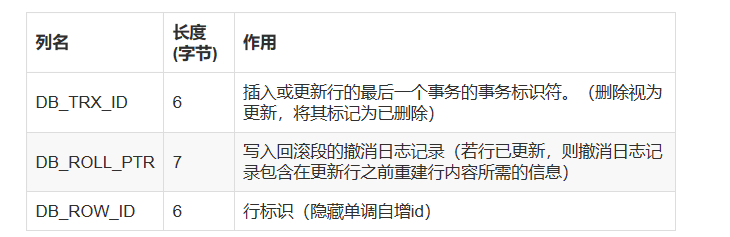 列名
长度
(字节)
作用
DB_TRX_ID
6
插入或更新行的最后一个事务的事务标识符。（删除视为
更新，将其标记为已删除）
DB_ROLL_PTR
7
写入回滚段的撤消日志记录（若行已更新，则撤消日志记
录包含在更新行之前重建行内容所需的信息）
DB_ROW_ID
6
行标识（隐藏单调自增id）